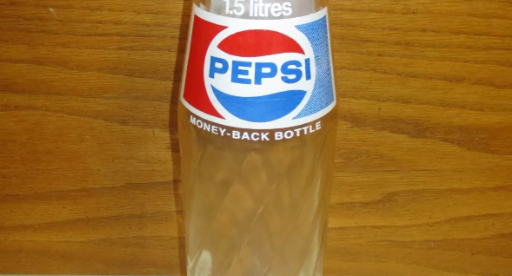 1.5 litres
PEPSI
MONEY-BACK BOTTLE